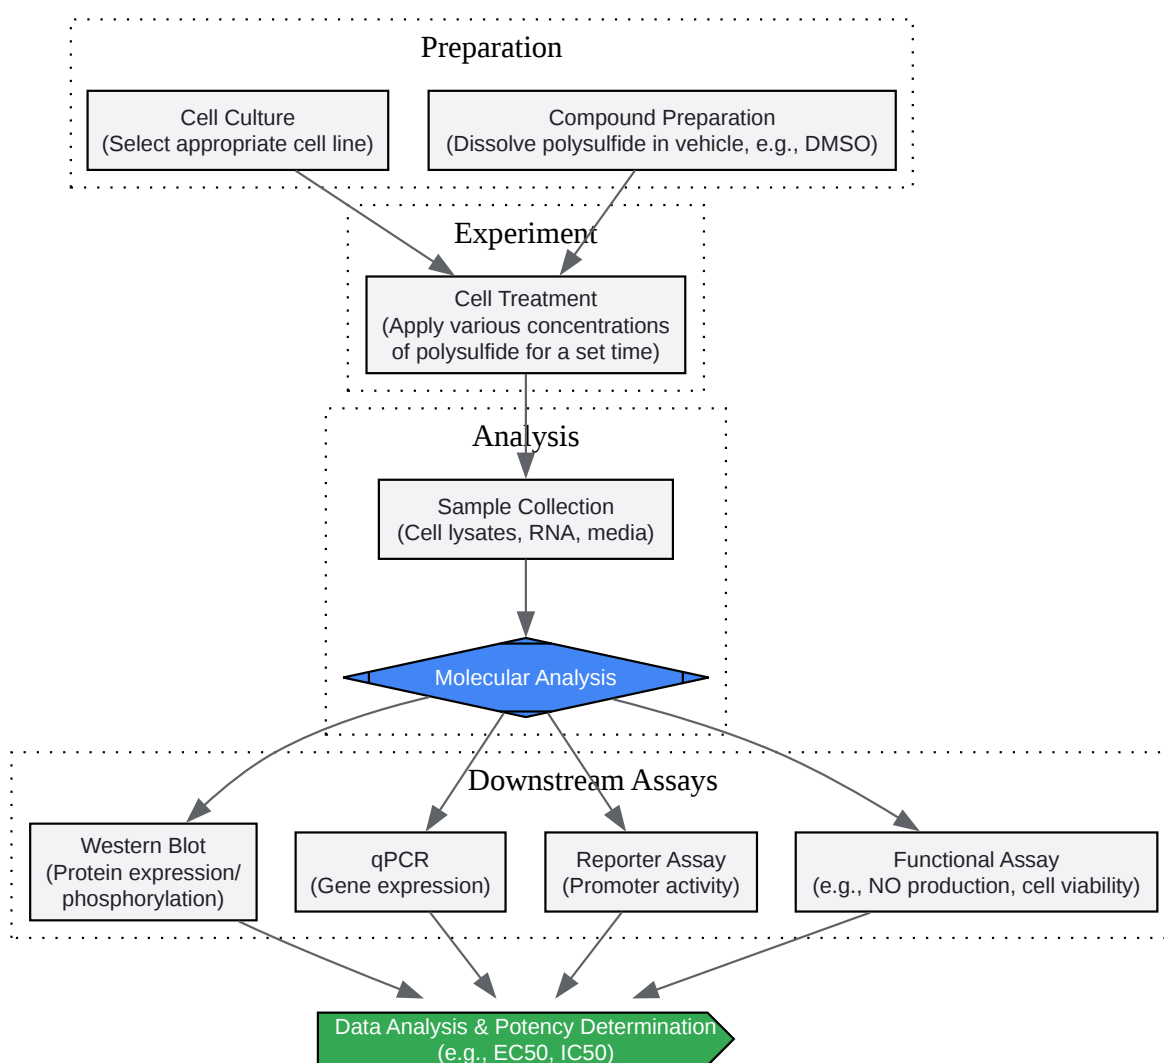 Preparation
Cell Culture
(Select appropriate cell line)
Compound Preparation
(Dissolve polysulfide in vehicle, e.g., DMSO)
Experiment
Cell Treatment
(Apply various concentrations
of polysulfide for a set time)
Analysis
Sample Collection
(Cell lysates, RNA, media)
Molecular Analysis
Downstream Assays
Western Blot
(Protein expression/
phosphorylation)
qPCR
(Gene expression)
Reporter Assay
(Promoter activity)
Functional Assay
(e.g., NO production, cell viability)
Data Analysis & Potency Determination
(e.g., EC50, IC50)